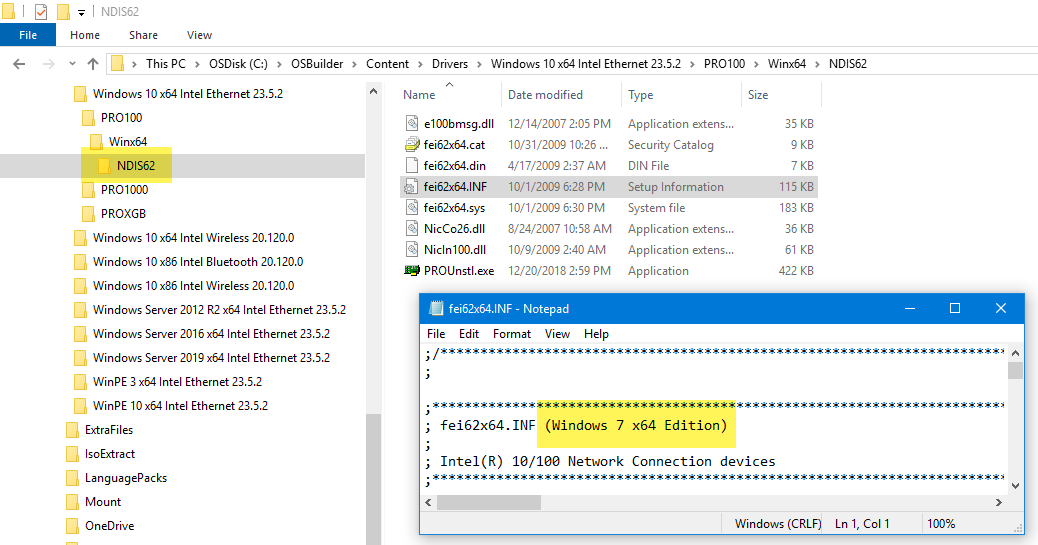 NDIS62
File Home Share View
This PC > OSDisk (C:) > OSBuilder > Content > Drivers > Windows 10 x64 Intel Ethernet 23.5.2 > PRO100 > Winx64 > NDIS62
Windows 10 x64 Intel Ethernet 23.5.2
PRO100
Winx64
NDIS62
PRO1000
PROXGB
Windows 10 x64 Intel Wireless 20.120.0
Windows 10 x86 Intel Bluetooth 20.120.0
Windows 10 x86 Intel Wireless 20.120.0
Windows Server 2012 R2 x64 Intel Ethernet 23.5.2
Windows Server 2016 x64 Intel Ethernet 23.5.2
Windows Server 2019 x64 Intel Ethernet 23.5.2
WinPE 3 x64 Intel Ethernet 23.5.2
WinPE 10 x64 Intel Ethernet 23.5.2
ExtraFiles
IsoExtract
LanguagePacks
Mount
OneDrive
Name Date modified Type Size
e100bmsg.dll 12/14/2007 2:05 PM Application extens... 35 KB
fei62x64.cat 10/31/2009 10:26 ... Security Catalog 9 KB
fei62x64.din 4/17/2009 2:37 AM DIN File 7 KB
fei62x64.INF 10/1/2009 6:28 PM Setup Information 115 KB
fei62x64.sys 10/1/2009 6:30 PM System file 183 KB
NicCo26.dll 8/24/2007 10:58 AM Application extens... 36 KB
NicIn100.dll 10/9/2009 2:40 AM Application extens... 61 KB
PROUnstl.exe 12/20/2018 2:59 PM Application 422 KB
fei62x64.INF - Notepad
File Edit Format View Help
;/***********************************************************************
;
;************************************************************************
; fei62x64.INF (Windows 7 x64 Edition)
;
; Intel(R) 10/100 Network Connection devices
;************************************************************************
Windows (CRLF) Ln 1, Col 1 100%